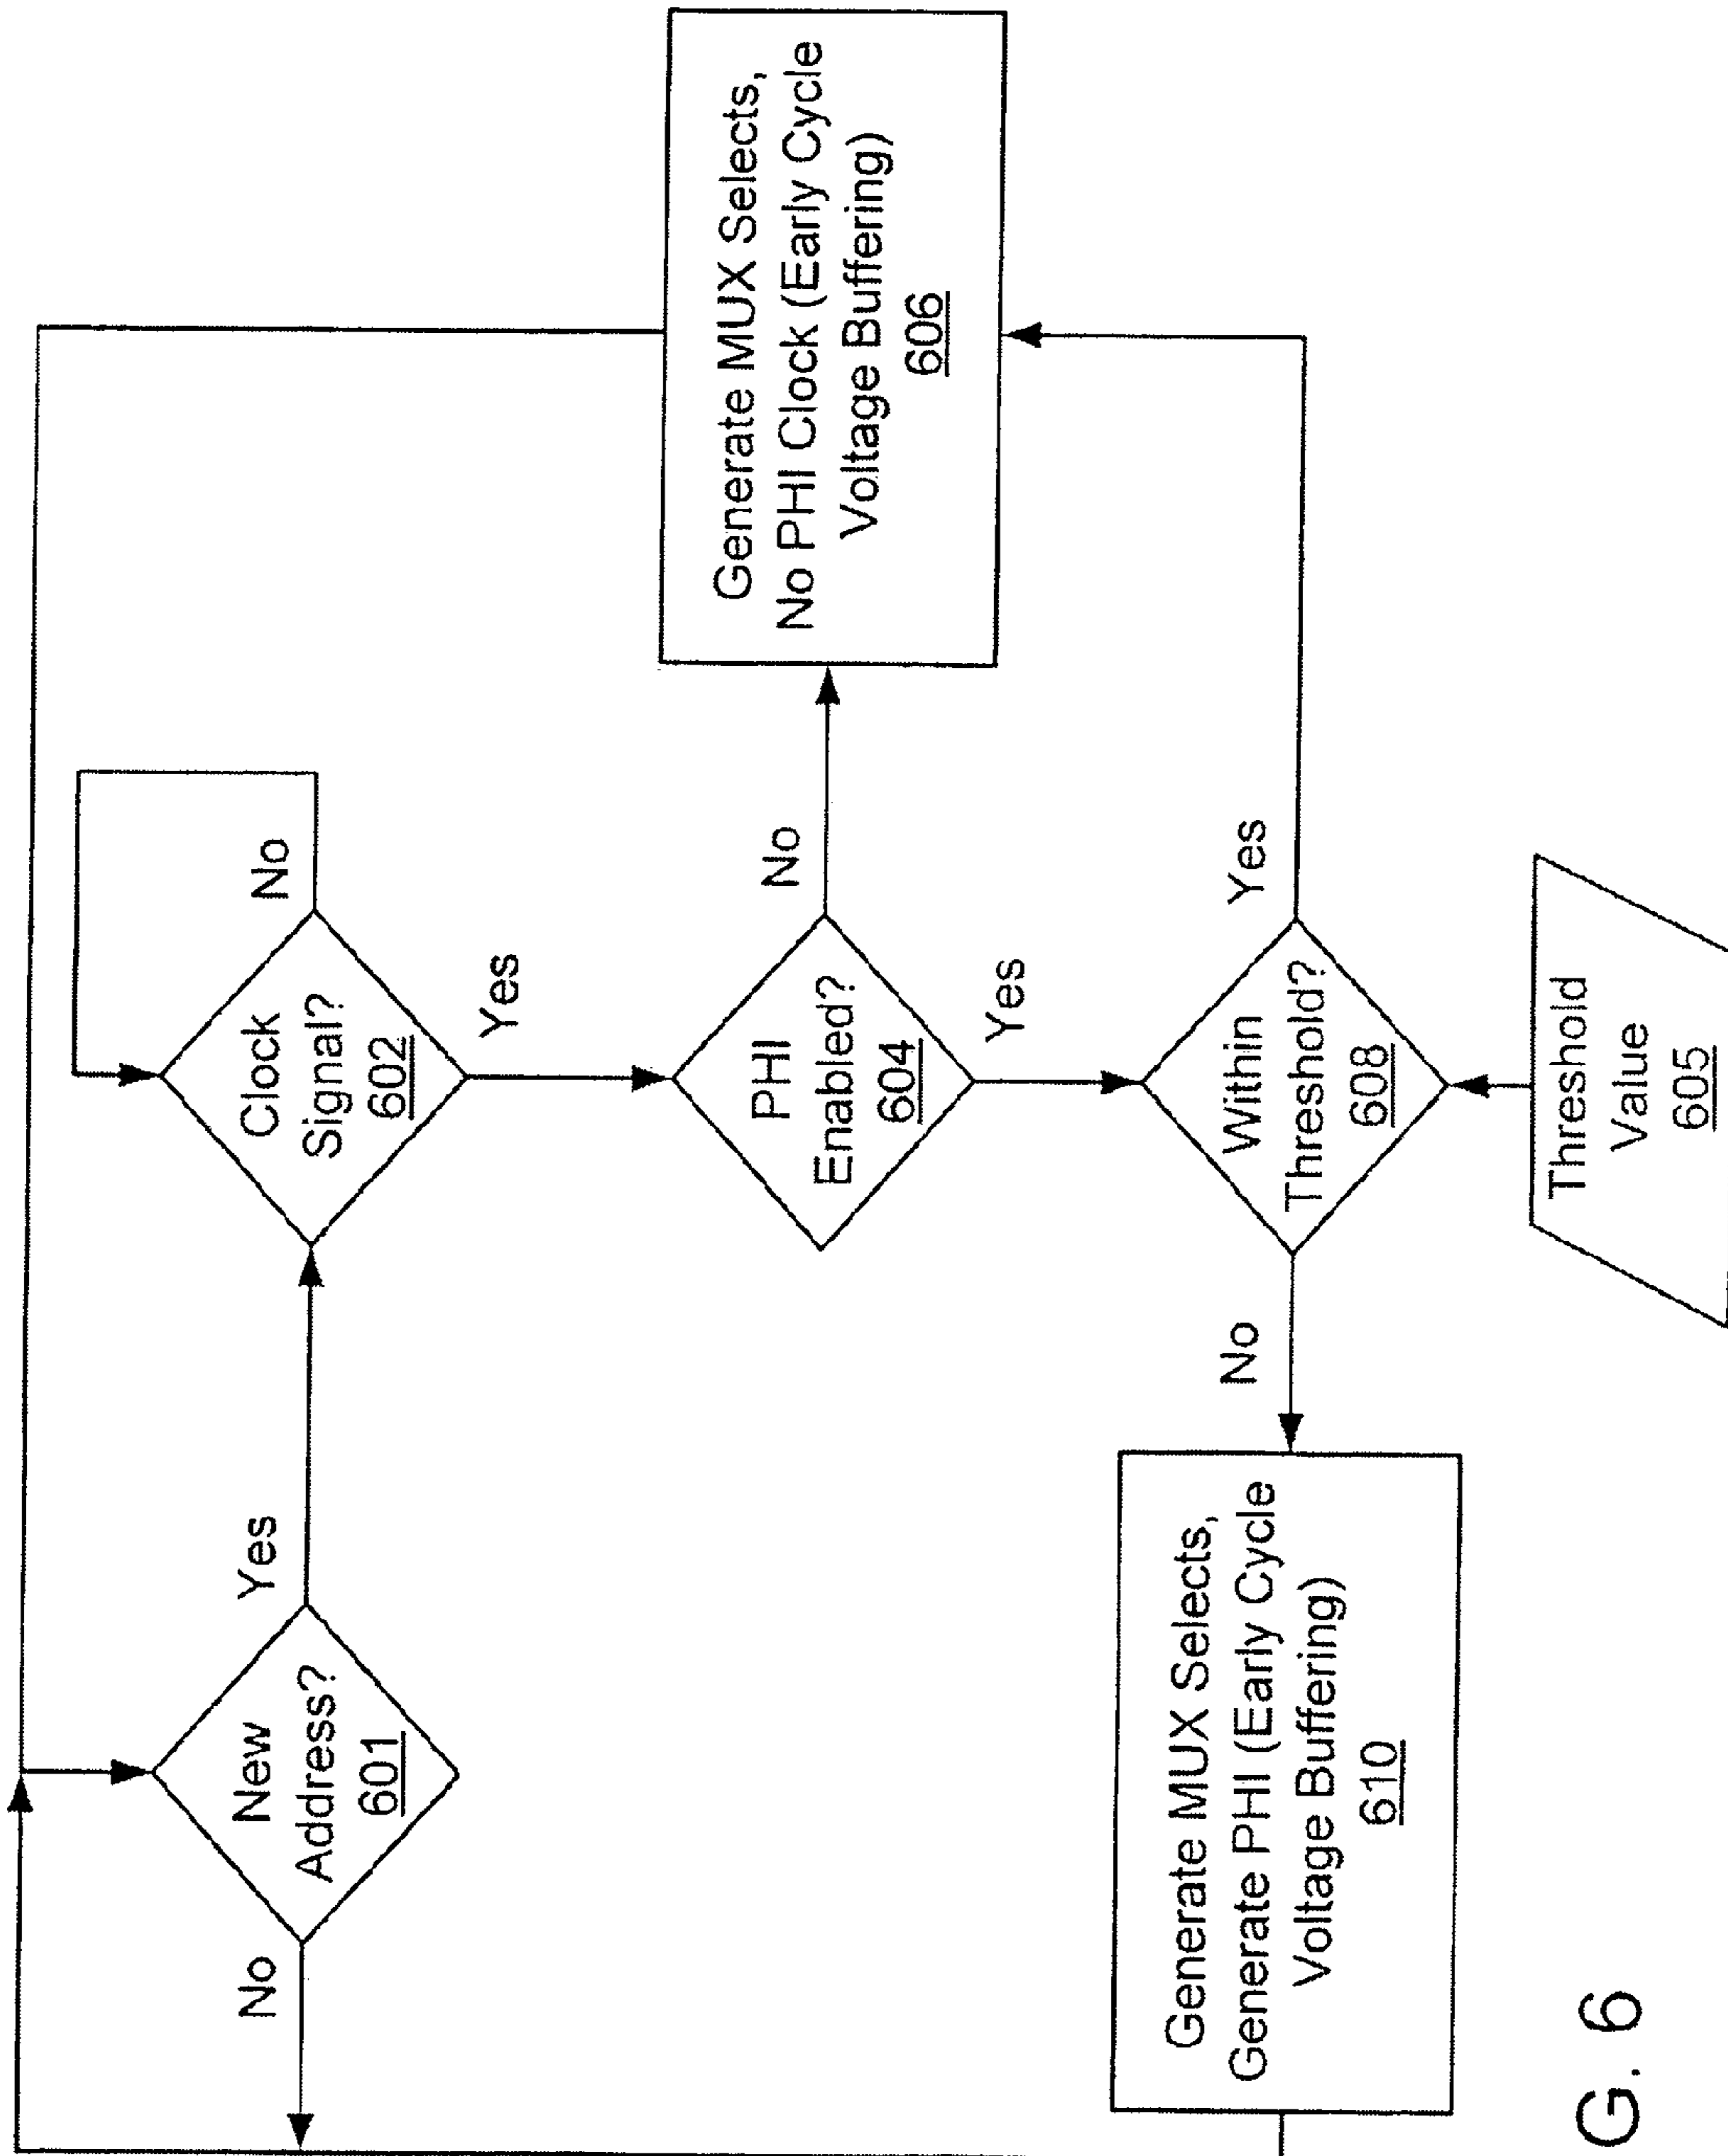 New
Address?
601
No
Yes
Clock
Signal?
602
No
Yes
PHI
Enabled?
604
No
Yes
Generate MUX Selects,
No PHI Clock (Early Cycle
Voltage Buffering)
606
Within
Threshold?
608
Yes
No
Threshold
Value
605
Generate MUX Selects,
Generate PHI (Early Cycle
Voltage Buffering)
610
G. 6